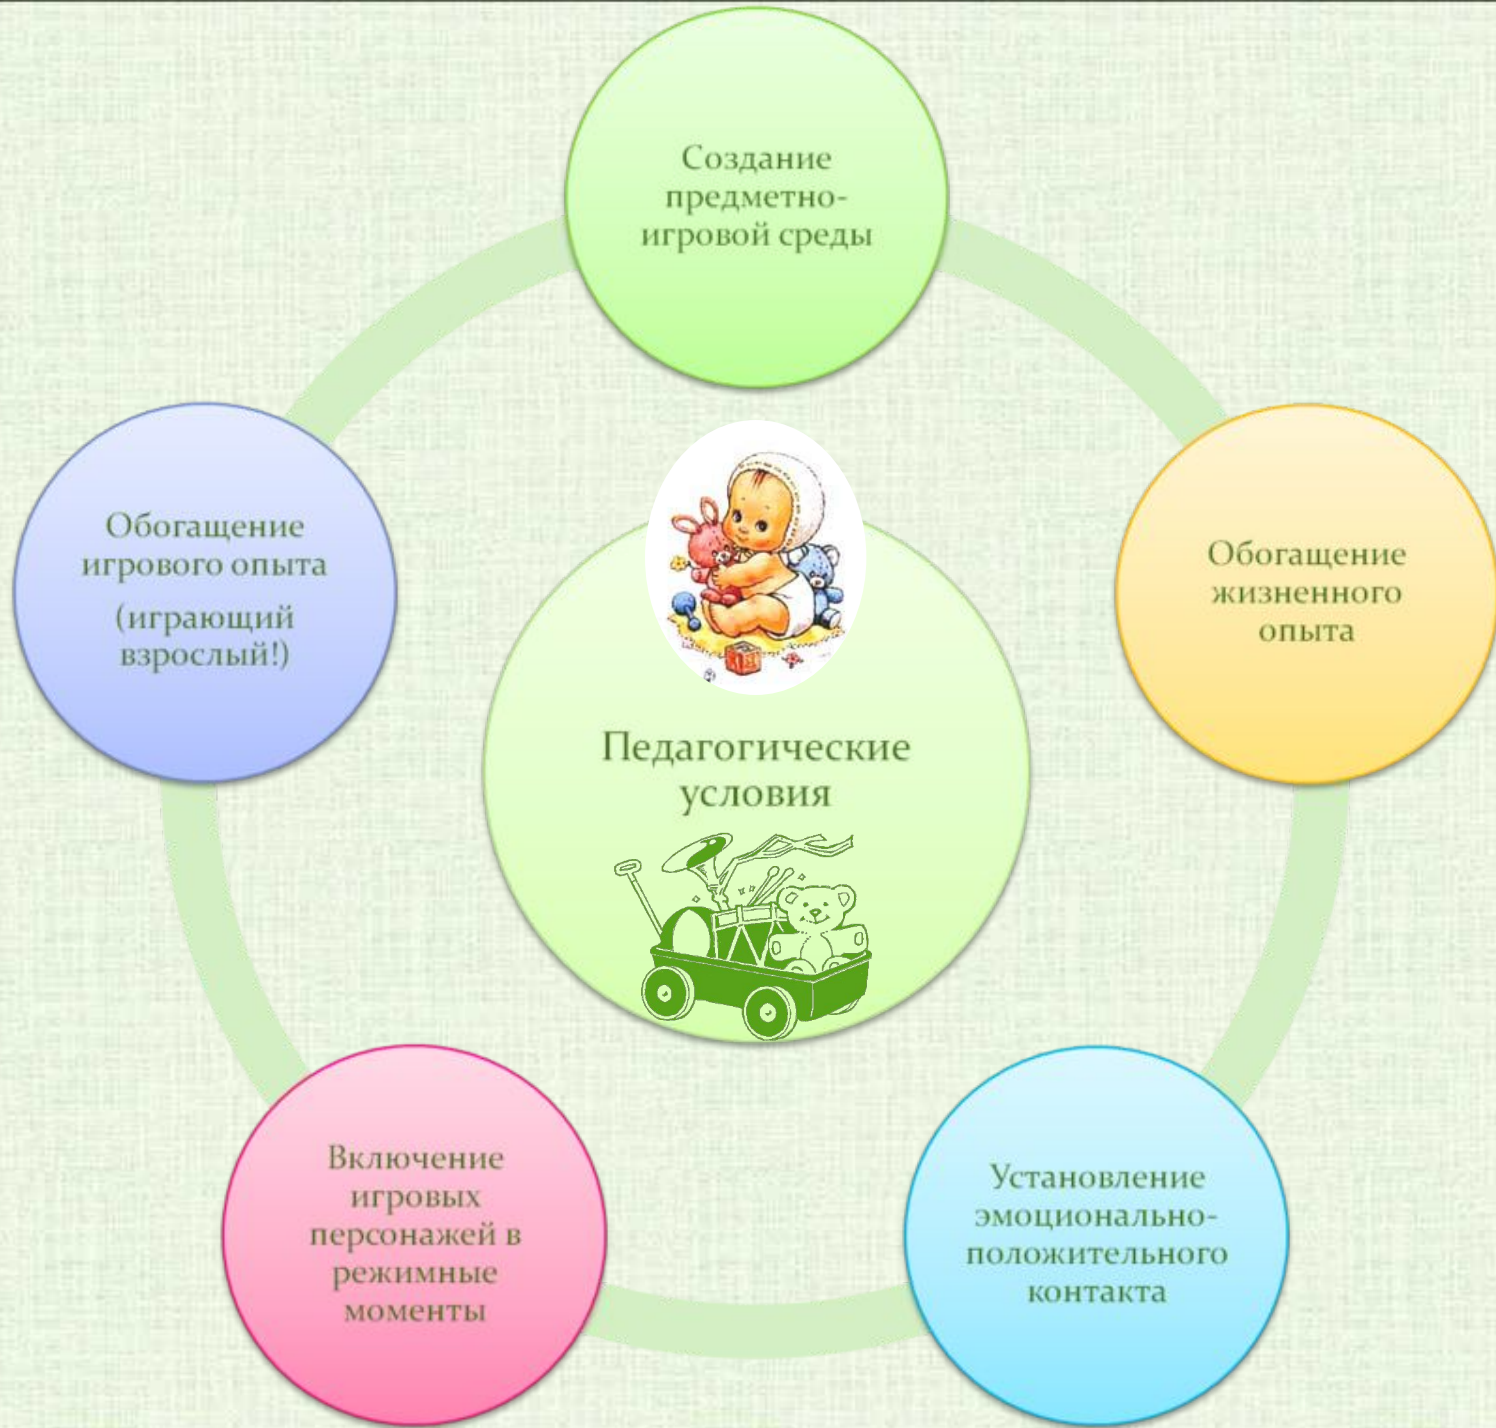 Создание
предметно-
игровой среды
Обогащение
жизненного
опыта
Установление
эмоционально-
положительного
контакта
Включение
игровых
персонажей в
режимные
моменты
Обогащение
игрового опыта
(играющий
взрослый!)
Педагогические
условия